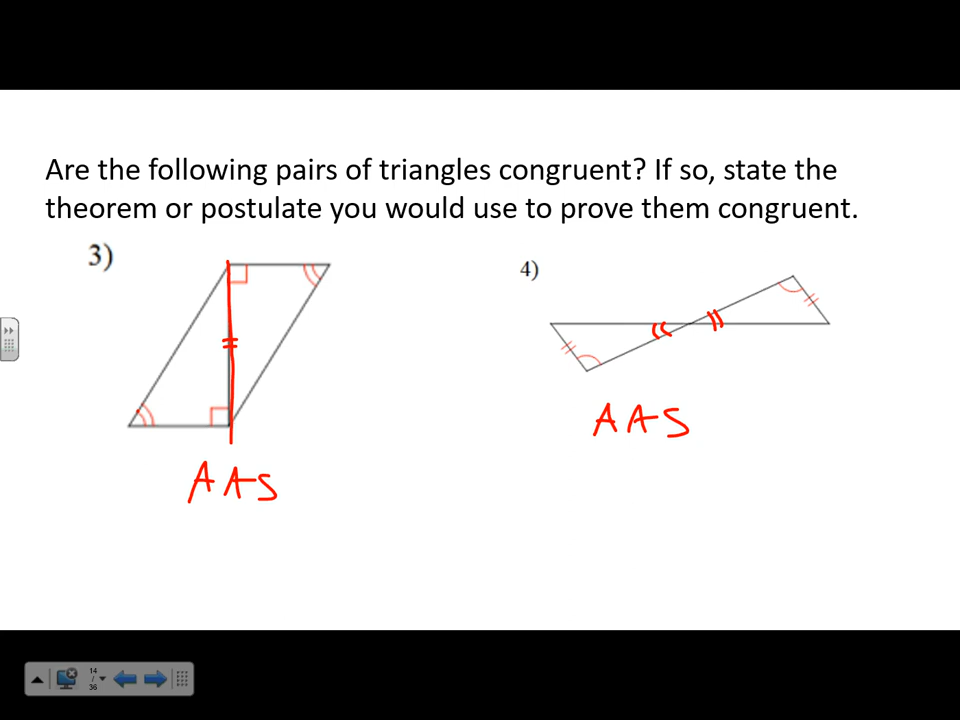 Are the following pairs of triangles congruent? If so, state the
theorem or postulate you would use to prove them congruent.
3)
4)
AAS
AAS
14
/
36